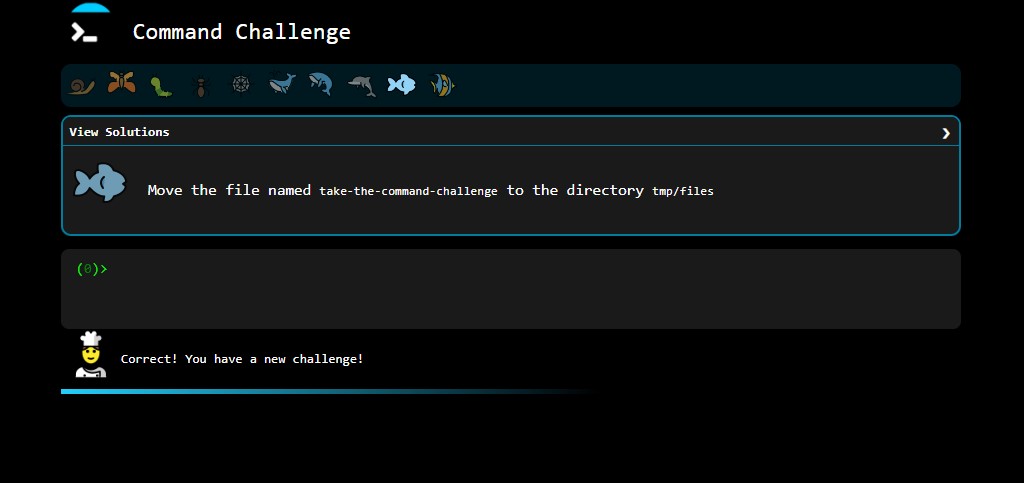 Command Challenge
View Solutions
Move the file named take-the-command-challenge to the directory tmp/files
(0)>
Correct! You have a new challenge!